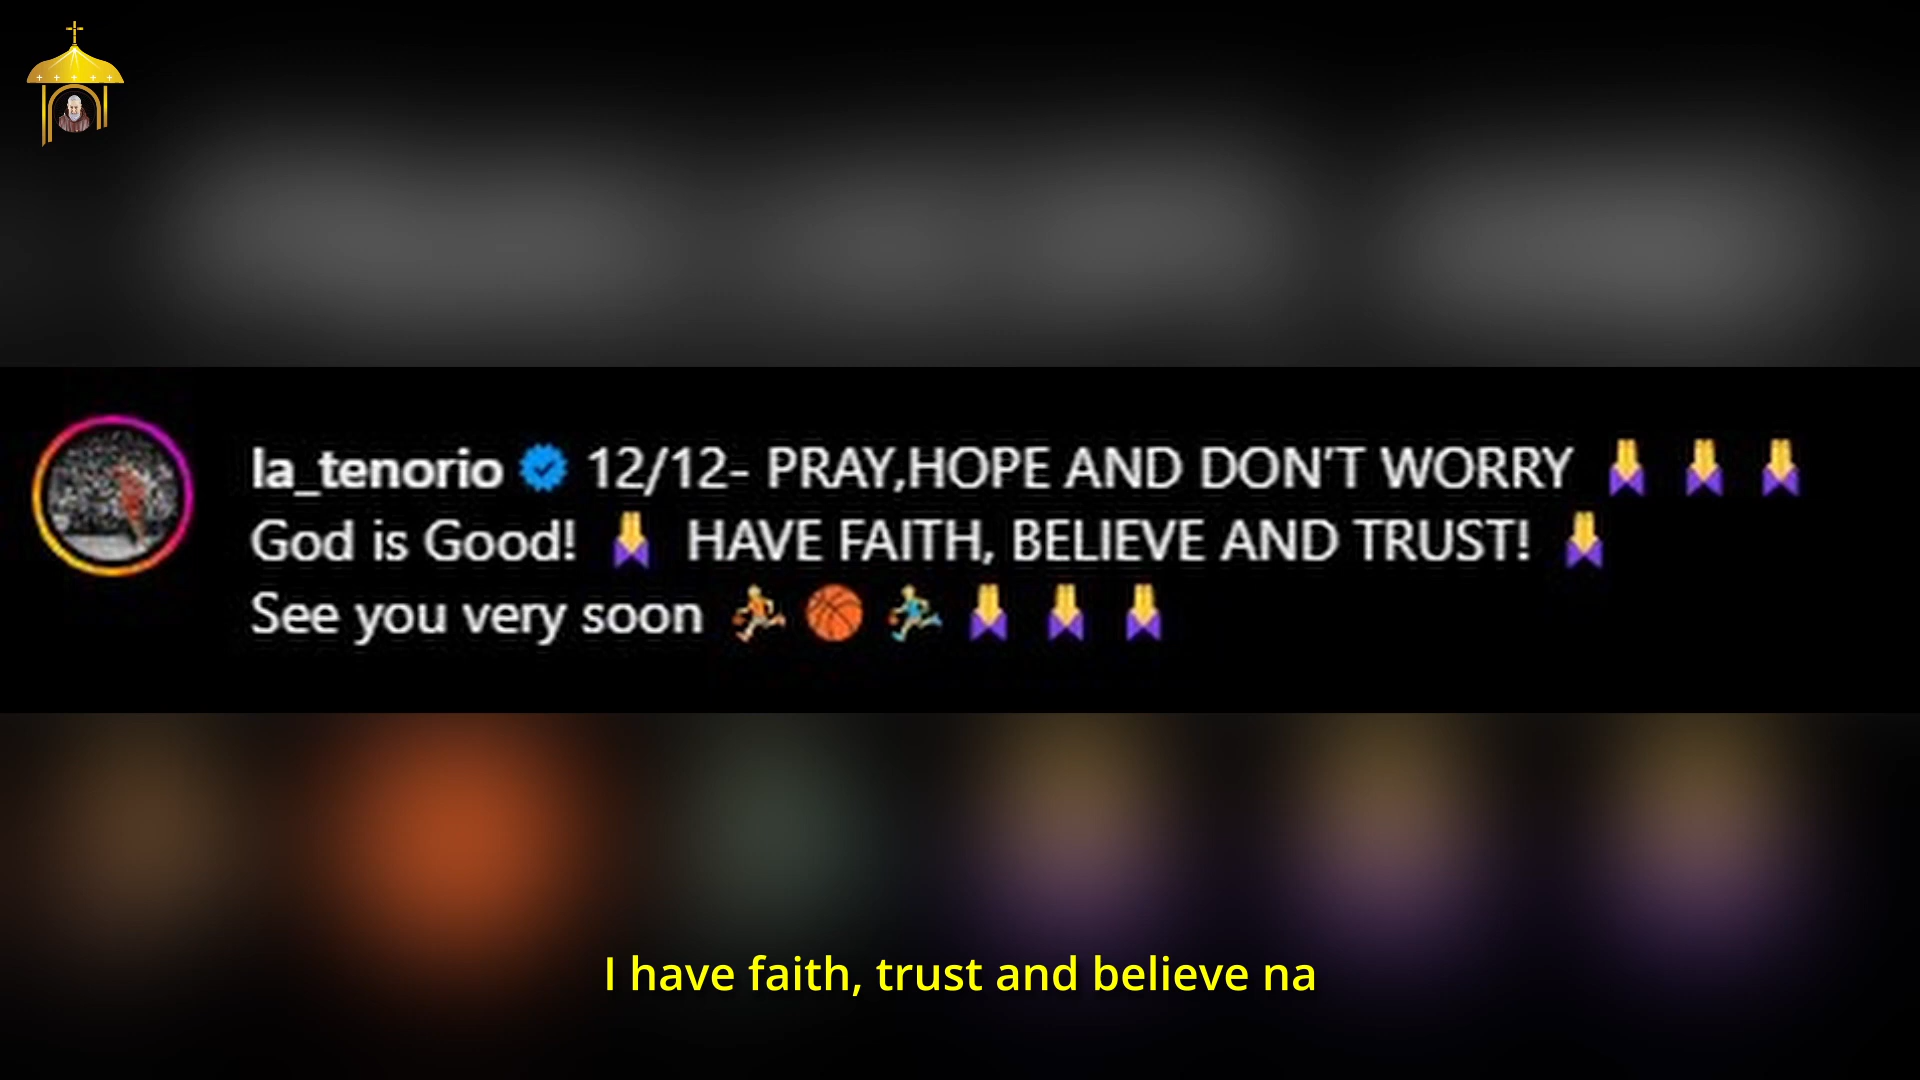 la_tenorio 12/12- PRAY,HOPE AND DON'T WORRY 🙏 🙏 🙏
God is Good! 🙏 HAVE FAITH, BELIEVE AND TRUST! 🙏
See you very soon ⛹️ 🏀 ⛹️ 🙏 🙏 🙏
I have faith, trust and believe na